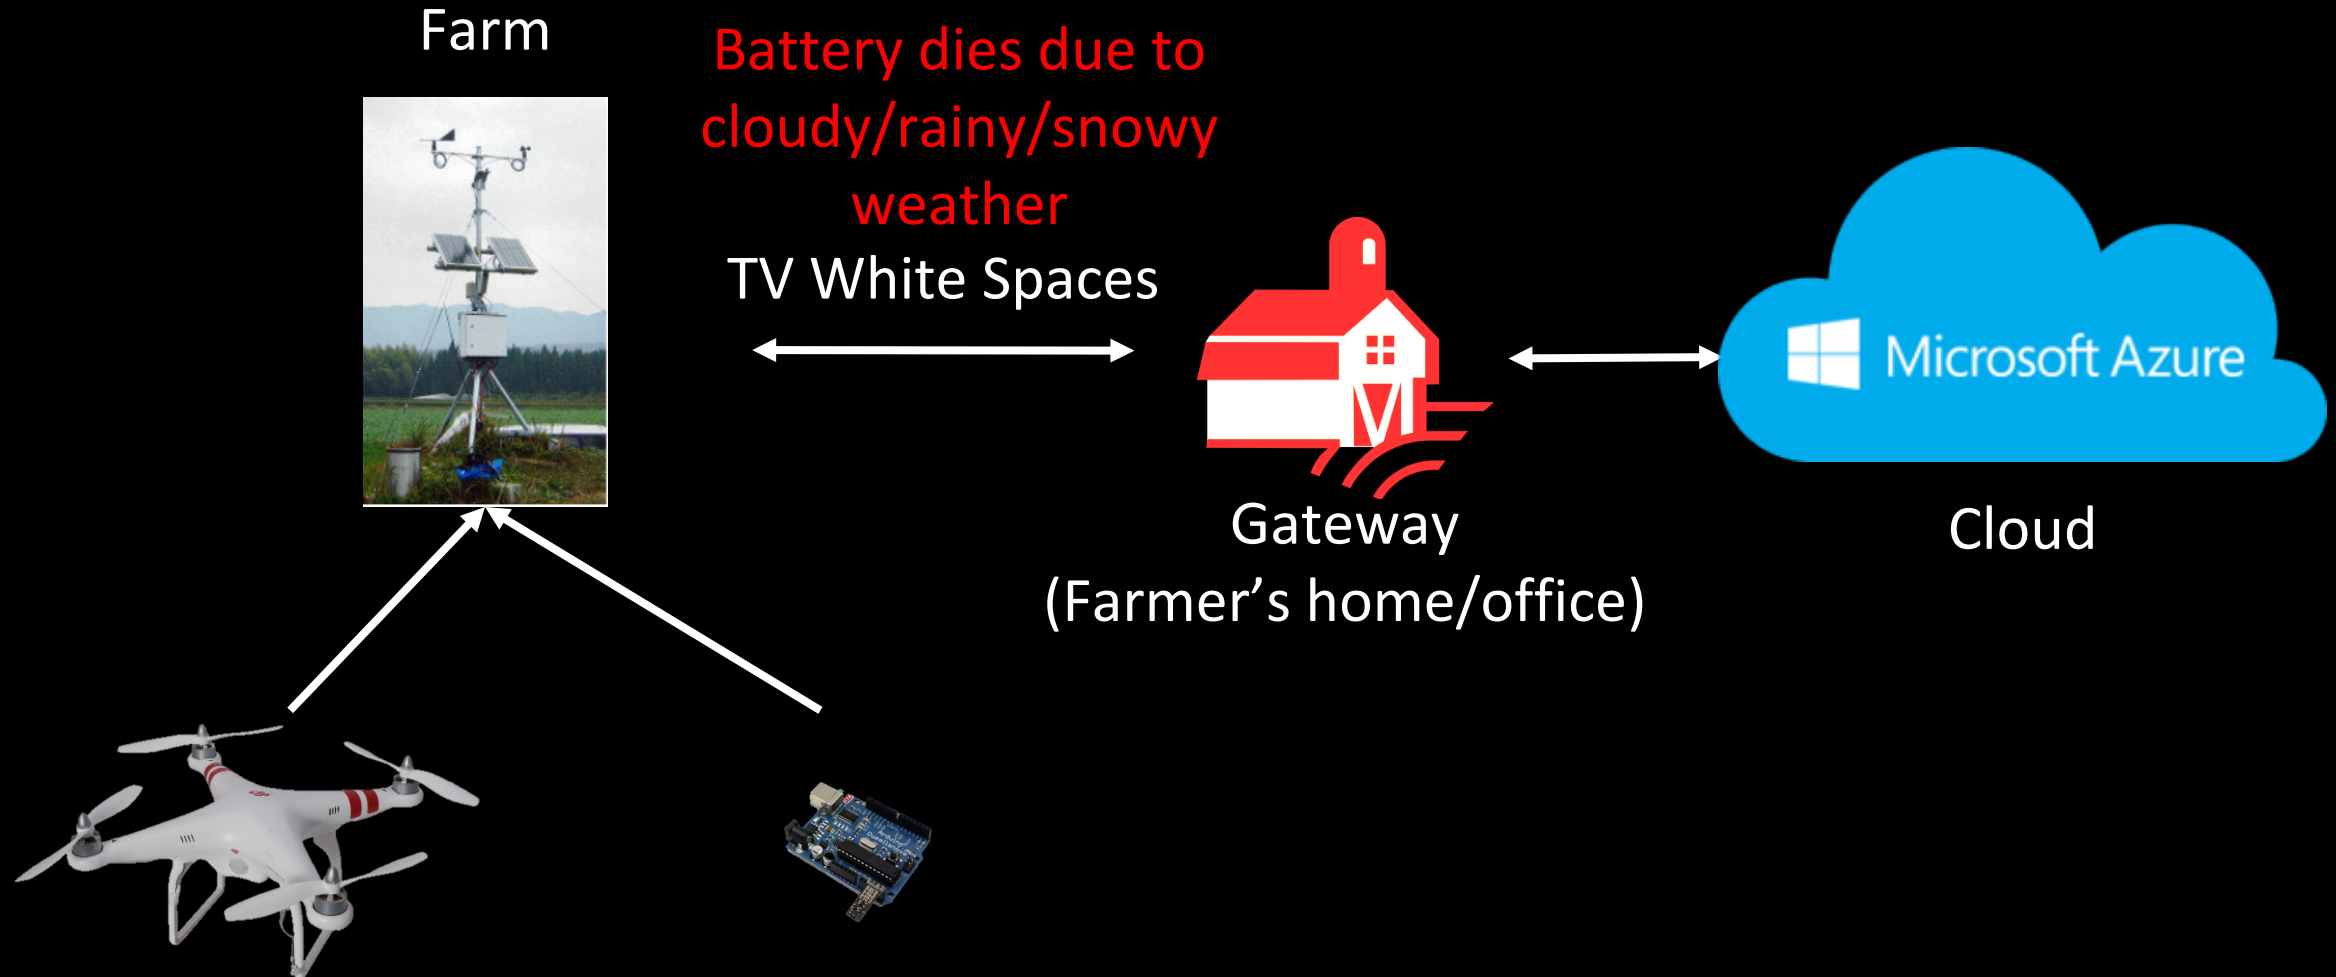 Farm
Battery dies due to
cloudy/rainy/snowy
weather
TV White Spaces
Microsoft Azure
Gateway
(Farmer’s home/office)
Cloud
Arduino